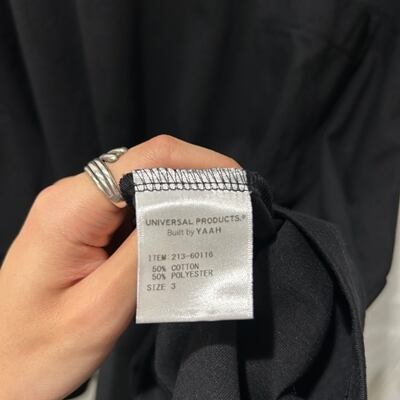 UNIVERSAL PRODUCTS.®
Built by YAAH
ITEM:213-60116
50% COTTON
50% POLYESTER
SIZE 3